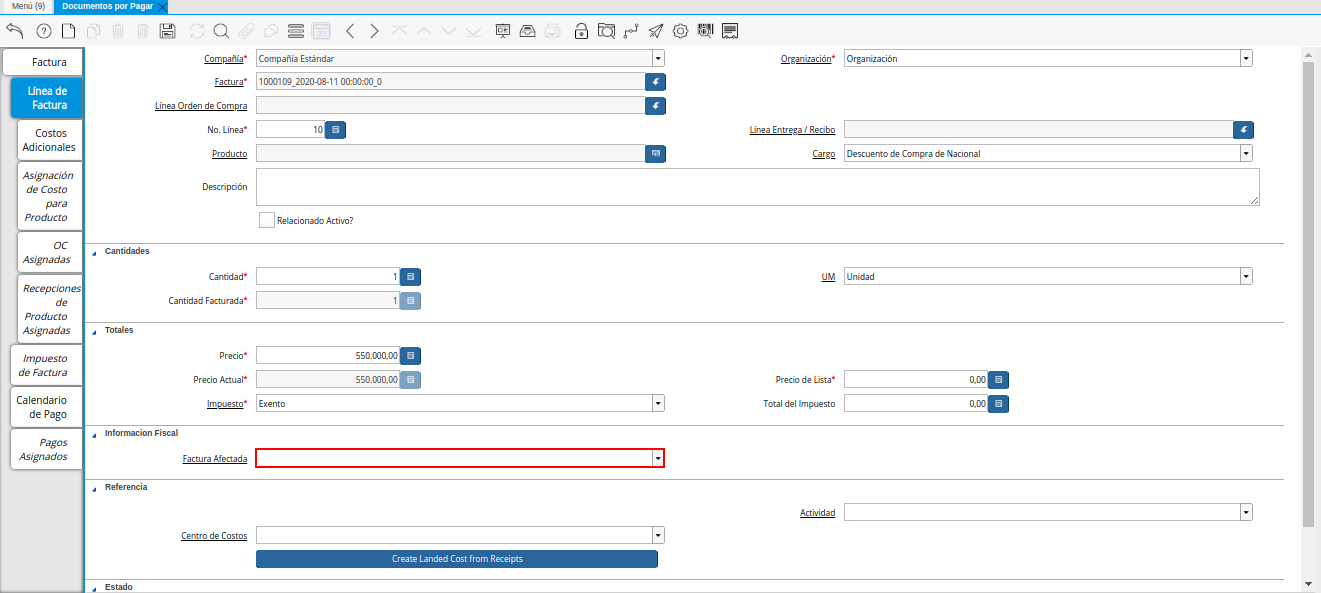 Menú (9)
Documentos por Pagar
Factura
Línea de
Factura
Costos
Adicionales
Asignación
de Costo
para
Producto
OC
Asignadas
Recepciones
de
Producto
Asignadas
Impuesto
de Factura
Calendario
de Pago
Pagos
Asignados
Compañía* Compañía Estándar
Organización* Organización
Factura* 1000109_2020-08-11 00:00:00_0
Línea Orden de Compra
No. Línea* 10
Línea Entrega / Recibo
Producto
Cargo Descuento de Compra de Nacional
Descripción
Relacionado Activo?
Cantidades
Cantidad* 1
UM Unidad
Cantidad Facturada* 1
Totales
Precio* 550.000,00
Precio Actual* 550.000,00
Precio de Lista* 0,00
Impuesto* Exento
Total del Impuesto 0,00
Informacion Fiscal
Factura Afectada
Referencia
Actividad
Centro de Costos
Create Landed Cost from Receipts
Estado